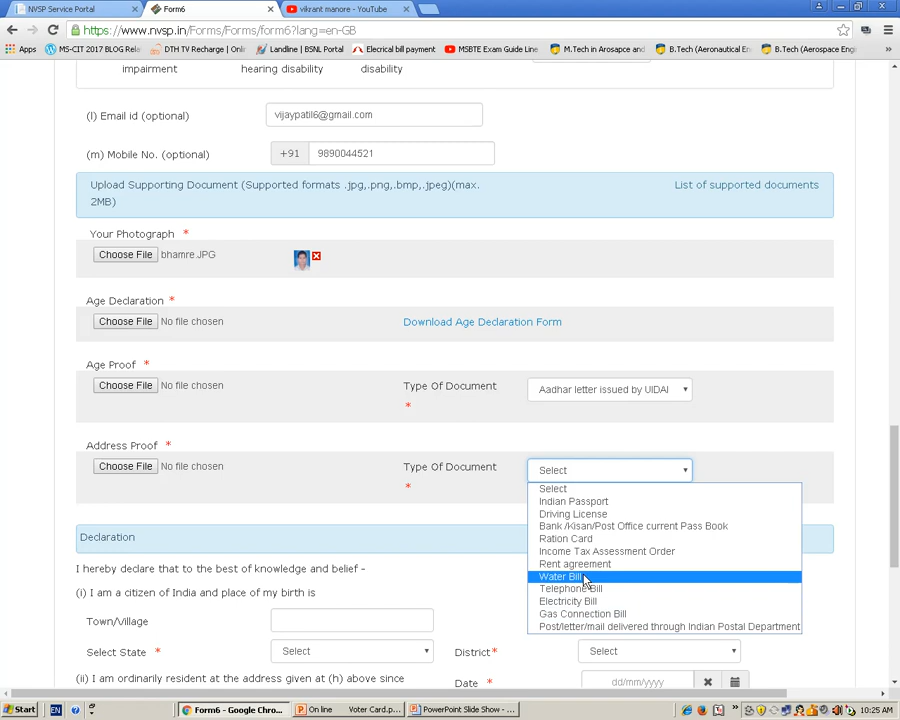 NVSP Service Portal
Form6
vikrant manore - YouTube
https://www.nvsp.in/Forms/Forms/form6?lang=en-GB
Apps
MS-CIT 2017 BLOG Rela
DTH TV Recharge | Onli
Landline | BSNL Portal
Elecrical bill payment
MSBTE Exam Guide Line
M.Tech in Arosapce and
B.Tech (Aeronautical En
B.Tech (Aerospace Eng
impairment
hearing disability
disability
(l) Email id (optional)
vijaypatil6@gmail.com
(m) Mobile No. (optional)
+91
9890044521
Upload Supporting Document (Supported formats .jpg,.png,.bmp,.jpeg)(max.
2MB)
List of supported documents
Your Photograph *
Choose File bhamre.JPG
Age Declaration *
Choose File No file chosen
Download Age Declaration Form
Age Proof *
Choose File No file chosen
Type Of Document
*
Aadhar letter issued by UIDAI
Address Proof *
Choose File No file chosen
Type Of Document
*
Select
Select
Indian Passport
Driving License
Bank /Kisan/Post Office current Pass Book
Ration Card
Income Tax Assessment Order
Rent agreement
Water Bill
Telephone Bill
Electricity Bill
Gas Connection Bill
Post/letter/mail delivered through Indian Postal Department
Declaration
I hereby declare that to the best of knowledge and belief -
(i) I am a citizen of India and place of my birth is
Town/Village
Select State *
Select
District*
Select
(ii) I am ordinarily resident at the address given at (h) above since
Date *
dd/mm/yyyy
Start
EN
Form6 - Google Chro...
On line Voter Card.p...
PowerPoint Slide Show - [...
10:25 AM